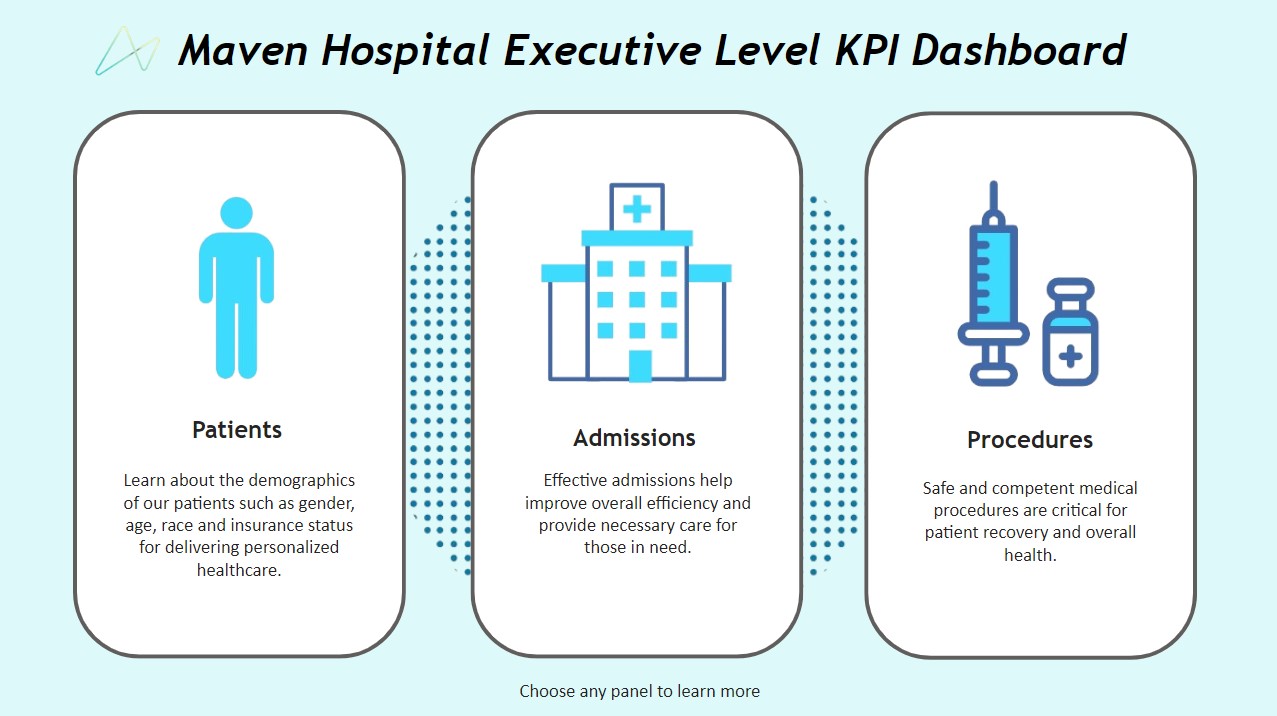 Maven Hospital Executive Level KPI Dashboard
Patients
Learn about the demographics
of our patients such as gender,
age, race and insurance status
for delivering personalized
healthcare.
Admissions
Effective admissions help
improve overall efficiency and
provide necessary care for
those in need.
Procedures
Safe and competent medical
procedures are critical for
patient recovery and overall
health.
Choose any panel to learn more